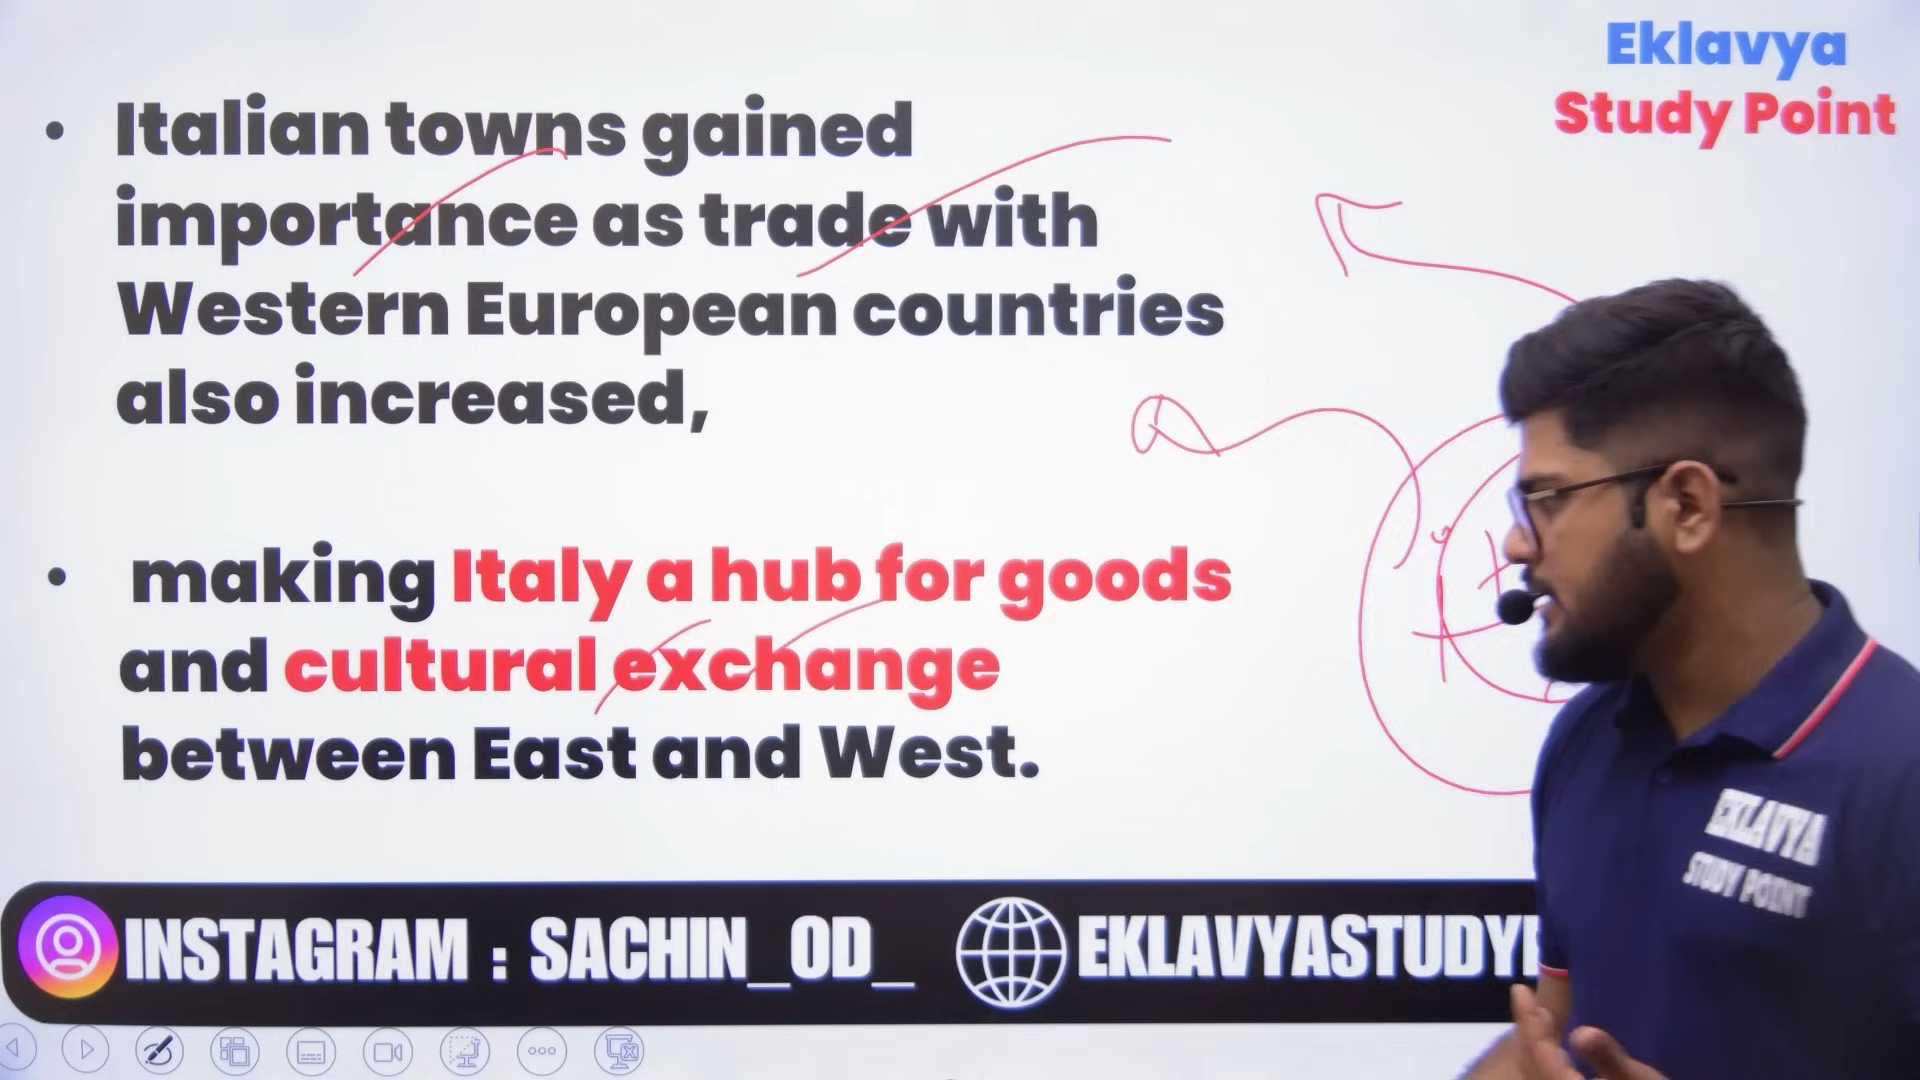 Eklavya
Study Point
• Italian towns gained
importance as trade with
Western European countries
also increased,
• making Italy a hub for goods
and cultural exchange
between East and West.
INSTAGRAM : SACHIN_OD_
EKLAVYASTUDY
EKLAVYA
STUDY POINT